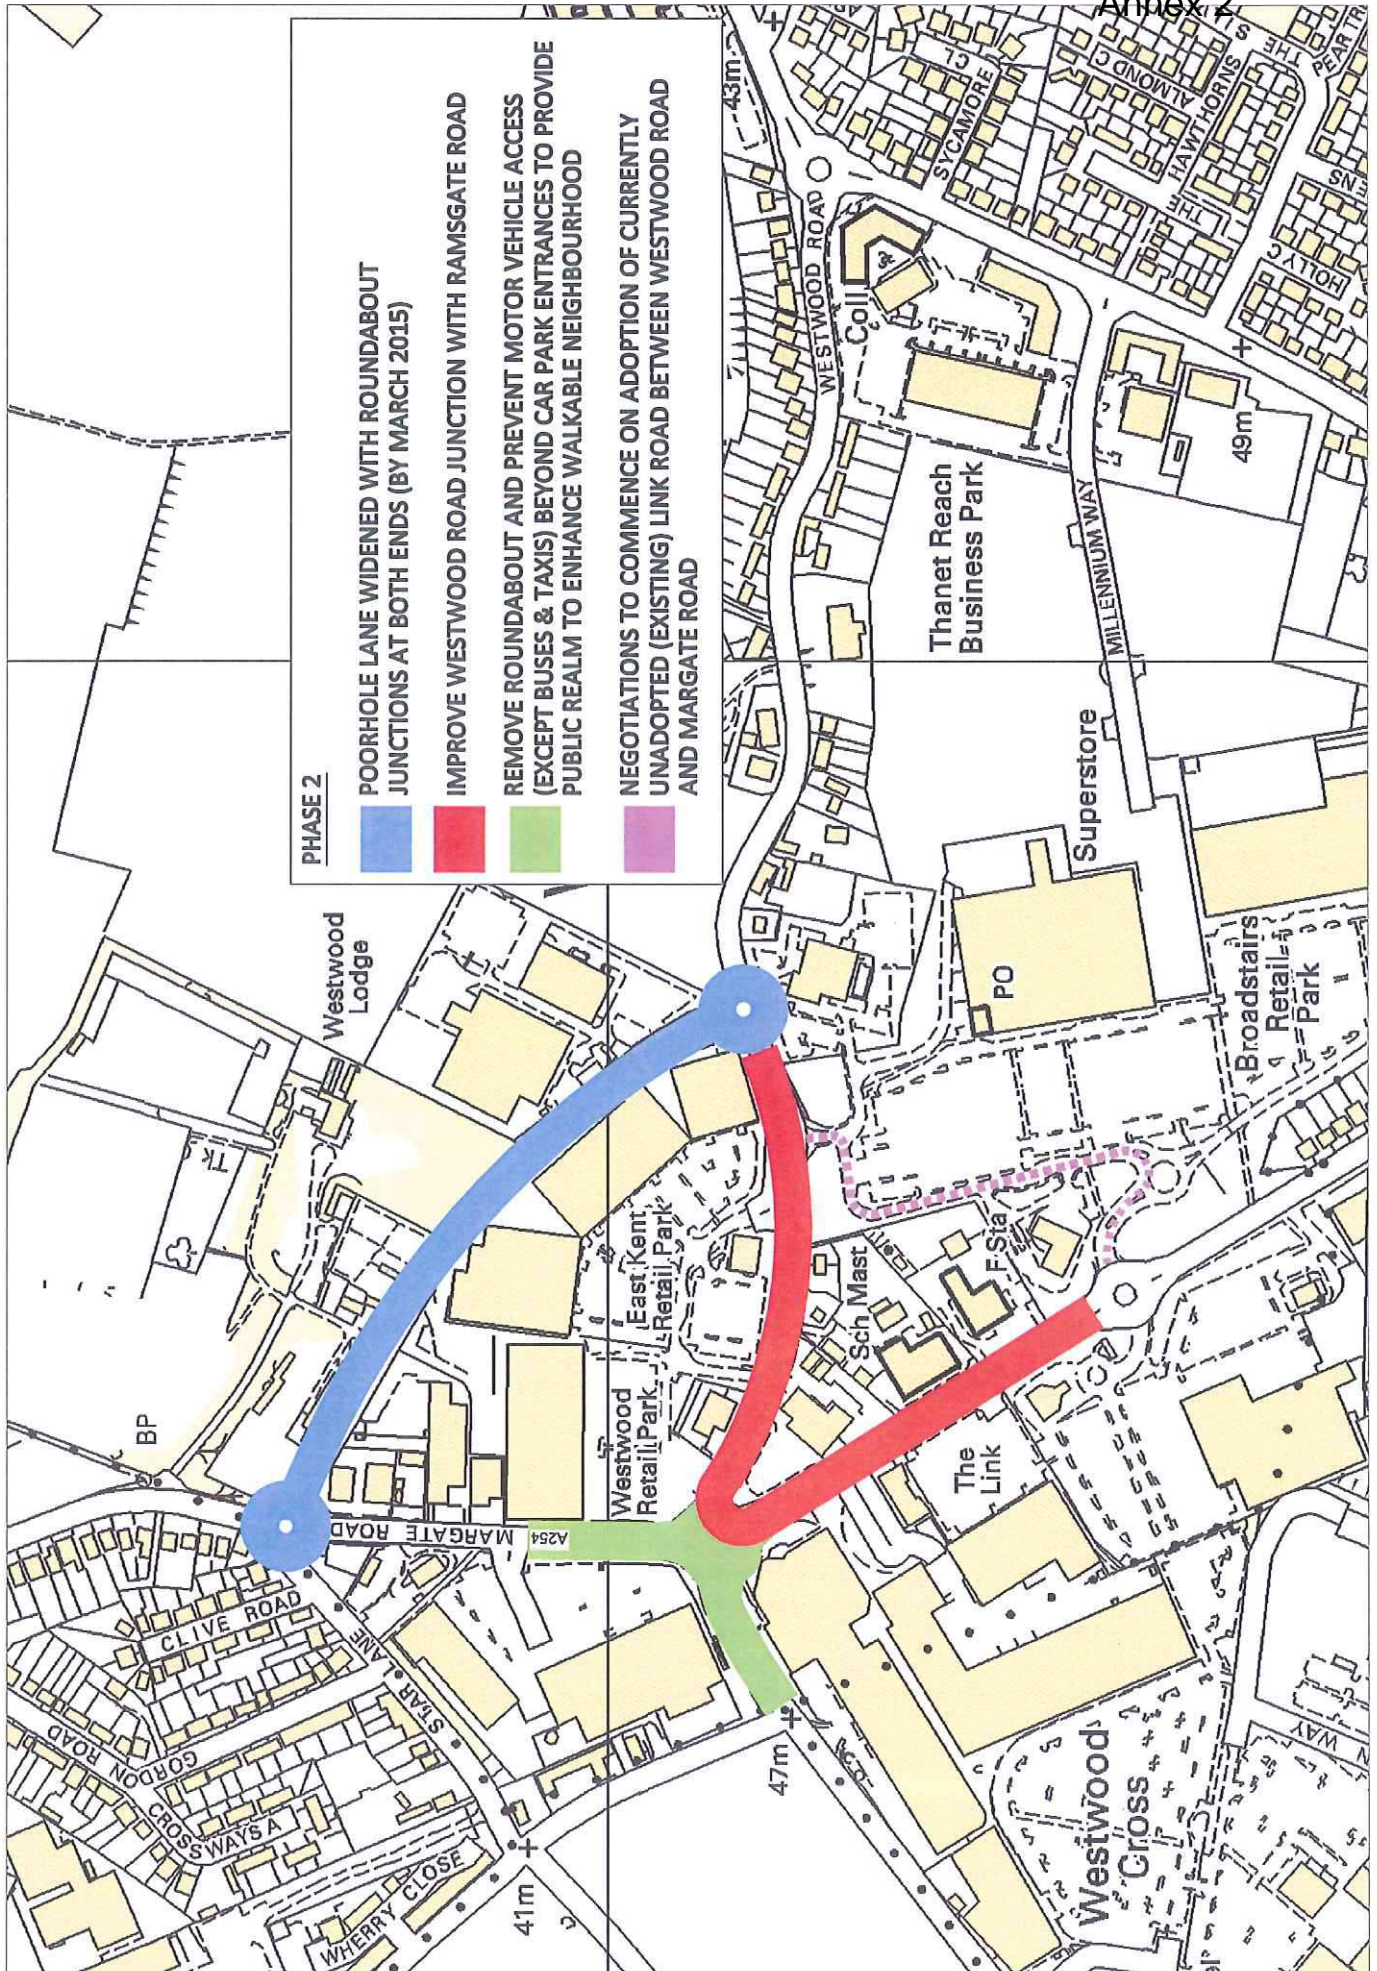 Annex 2
PHASE 2
POORHOLE LANE WIDENED WITH ROUNDABOUT
JUNCTIONS AT BOTH ENDS (BY MARCH 2015)
IMPROVE WESTWOOD ROAD JUNCTION WITH RAMSGATE ROAD
REMOVE ROUNDABOUT AND PREVENT MOTOR VEHICLE ACCESS
(EXCEPT BUSES & TAXIS) BEYOND CAR PARK ENTRANCES TO PROVIDE
PUBLIC REALM TO ENHANCE WALKABLE NEIGHBOURHOOD
NEGOTIATIONS TO COMMENCE ON ADOPTION OF CURRENTLY
UNADOPTED (EXISTING) LINK ROAD BETWEEN WESTWOOD ROAD
AND MARGATE ROAD
BP
Tk
Westwood
Lodge
CLIVE ROAD
GORDON ROAD
CROSSWAYS A
STAR LANE
WHERRY CLOSE
41m
MARGATE ROAD
A254
Westwood
Retail Park
East Kent
Retail Park
47m
Sch Mast
F Sta
The
Link
Westwood
Cross
N WAY
PO
Superstore
Broadstairs
Retail
Park
Thanet Reach
Business Park
MILLENNIUM WAY
49m
WESTWOOD ROAD
Coll
43m
SYCAMORE CL
ALMOND C
THE HAWTHORNS
THE
PEAR TR
HOLLY C
ENS